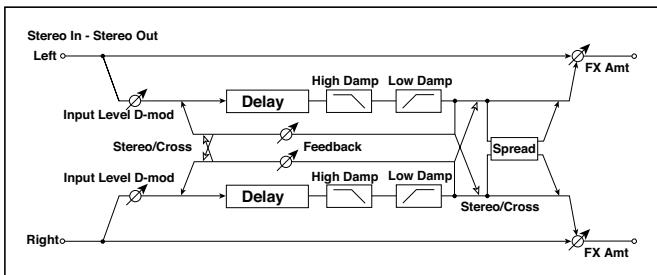 Stereo In - Stereo Out
Left
FX Amt
High Damp
Low Damp
Delay
Input Level D-mod
Stereo/Cross
Feedback
Spread
Input Level D-mod
High Damp
Low Damp
Delay
Stereo/Cross
Right
FX Amt